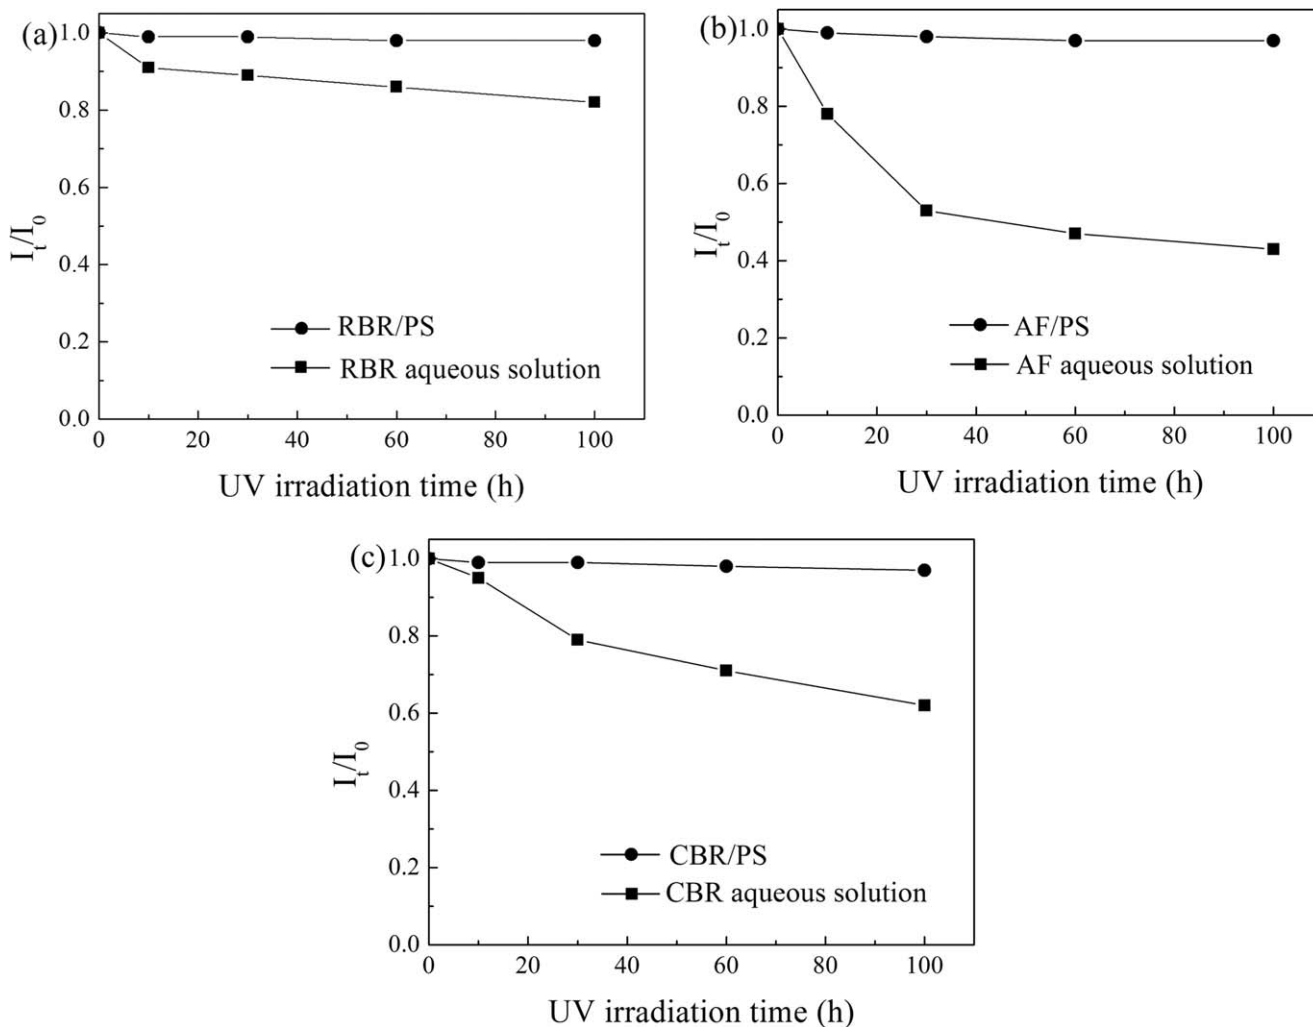 (a)
1.0
0.8
0.6
0.4
0.2
0.0
I_t/I_0
RBR/PS
RBR aqueous solution
0 20 40 60 80 100
UV irradiation time (h)
(b)
1.0
0.8
0.6
0.4
0.2
0.0
I_t/I_0
AF/PS
AF aqueous solution
0 20 40 60 80 100
UV irradiation time (h)
(c)
1.0
0.8
0.6
0.4
0.2
0.0
I_t/I_0
CBR/PS
CBR aqueous solution
0 20 40 60 80 100
UV irradiation time (h)